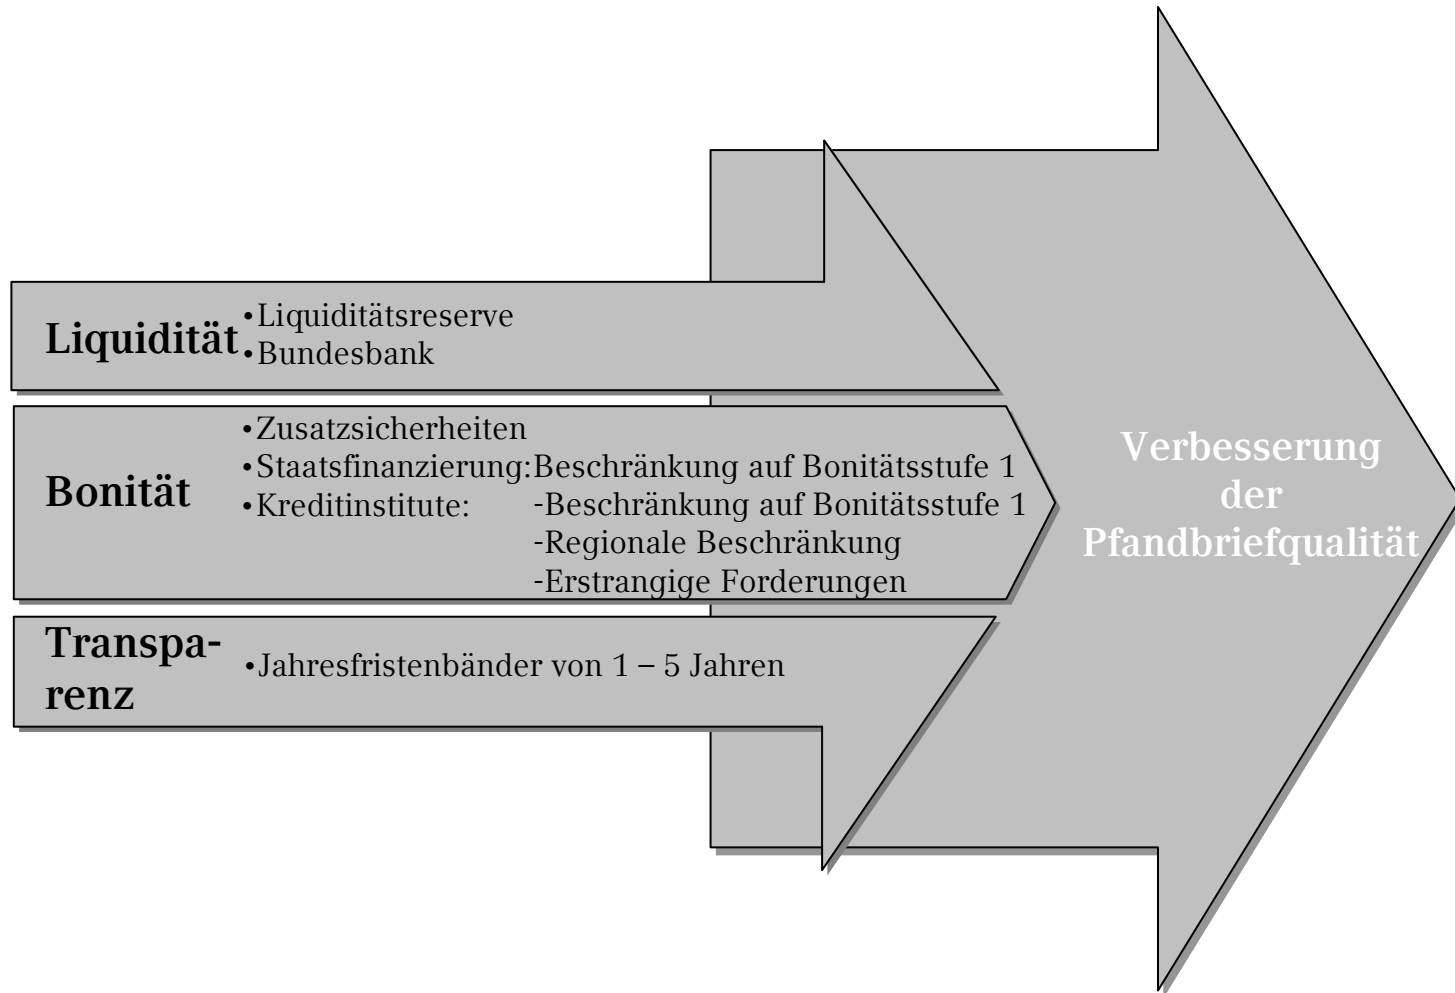 Liquidität
•Liquiditätsreserve
•Bundesbank
Bonität
•Zusatzsicherheiten
•Staatsfinanzierung:Beschränkung auf Bonitätsstufe 1
•Kreditinstitute: -Beschränkung auf Bonitätsstufe 1
-Regionale Beschränkung
-Erstrangige Forderungen
Transpa-
renz
•Jahresfristenbänder von 1 – 5 Jahren
Verbesserung
der
Pfandbriefqualität